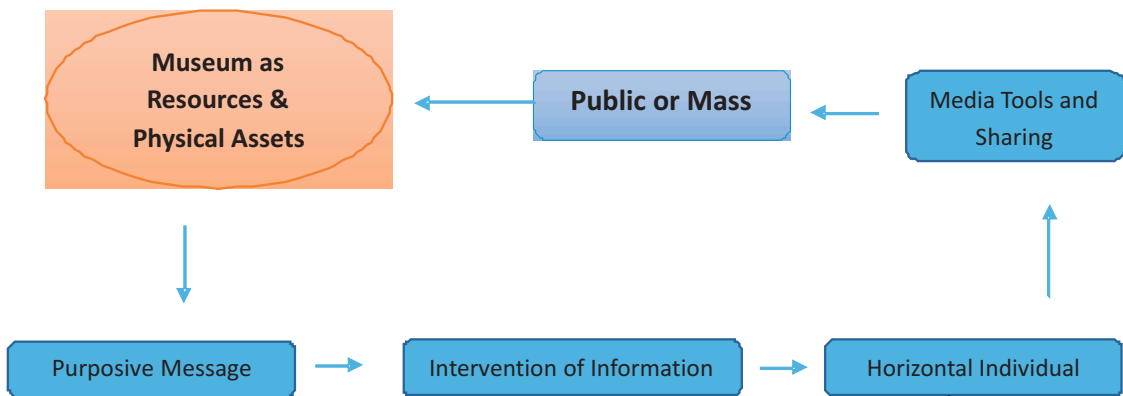 Museum as
Resources &
Physical Assets
Public or Mass
Media Tools and
Sharing
Purposive Message
Intervention of Information
Horizontal Individual